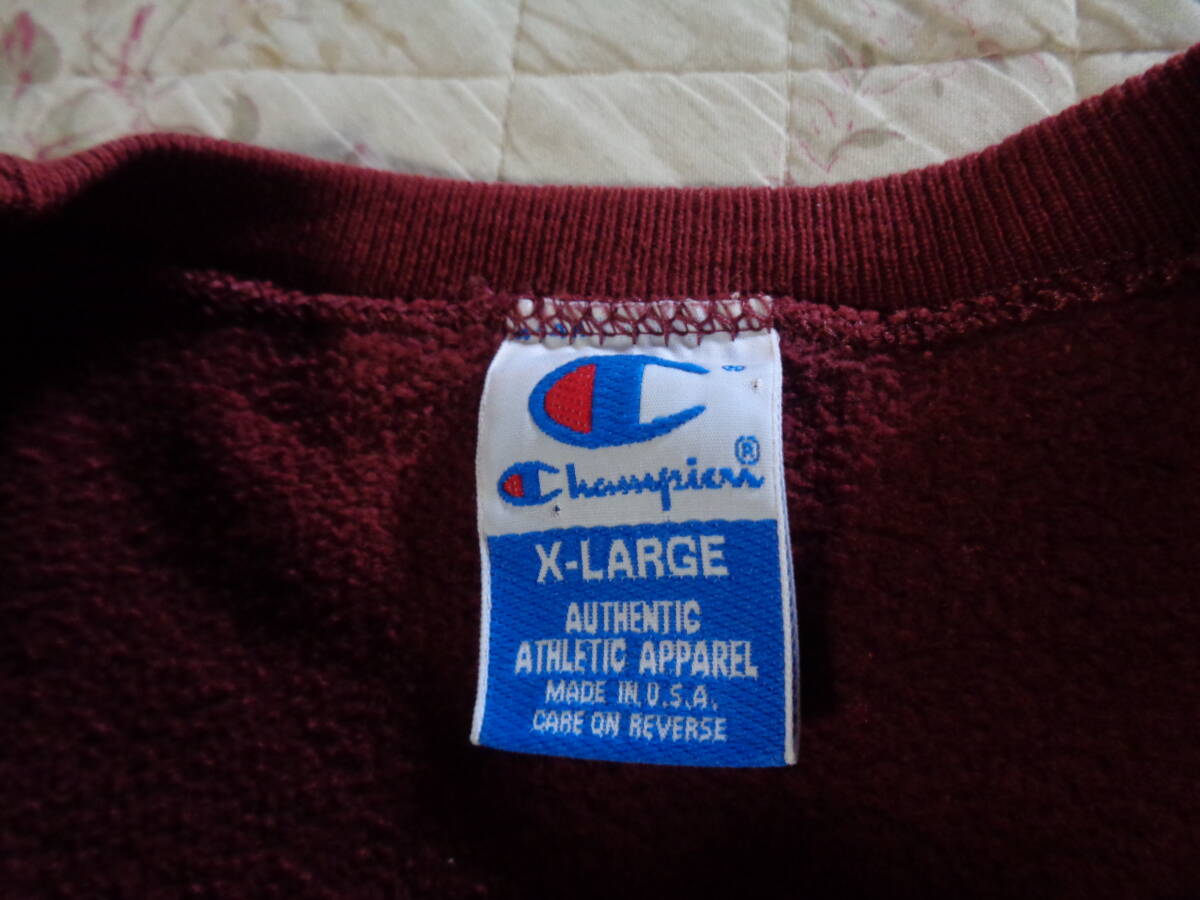 Champion®
X-LARGE
AUTHENTIC
ATHLETIC APPAREL
MADE IN U.S.A.
CARE ON REVERSE